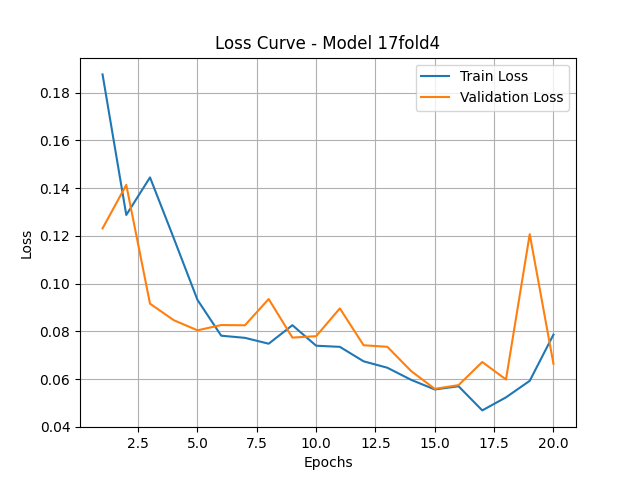 Loss Curve - Model 17fold4
Train Loss
Validation Loss
0.18
0.16
0.14
0.12
0.10
0.08
0.06
0.04
Loss
2.5 5.0 7.5 10.0 12.5 15.0 17.5 20.0
Epochs